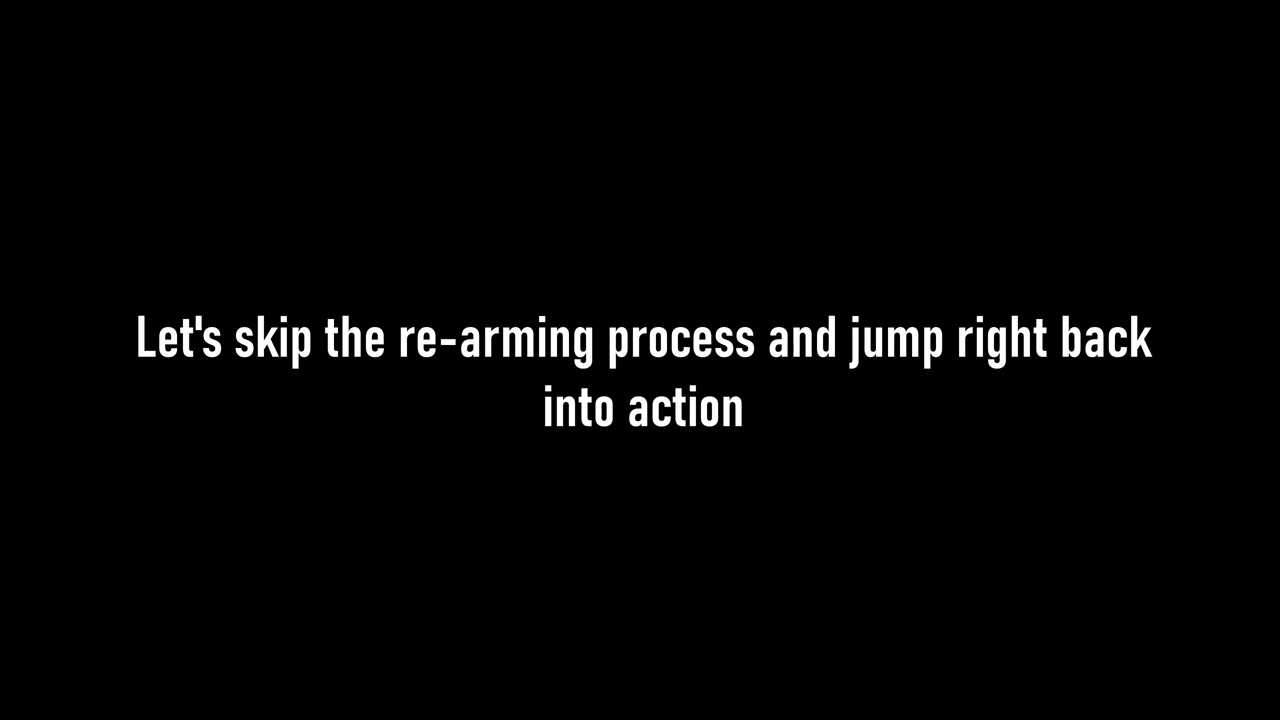 Let's skip the re-arming process and jump right back
into action